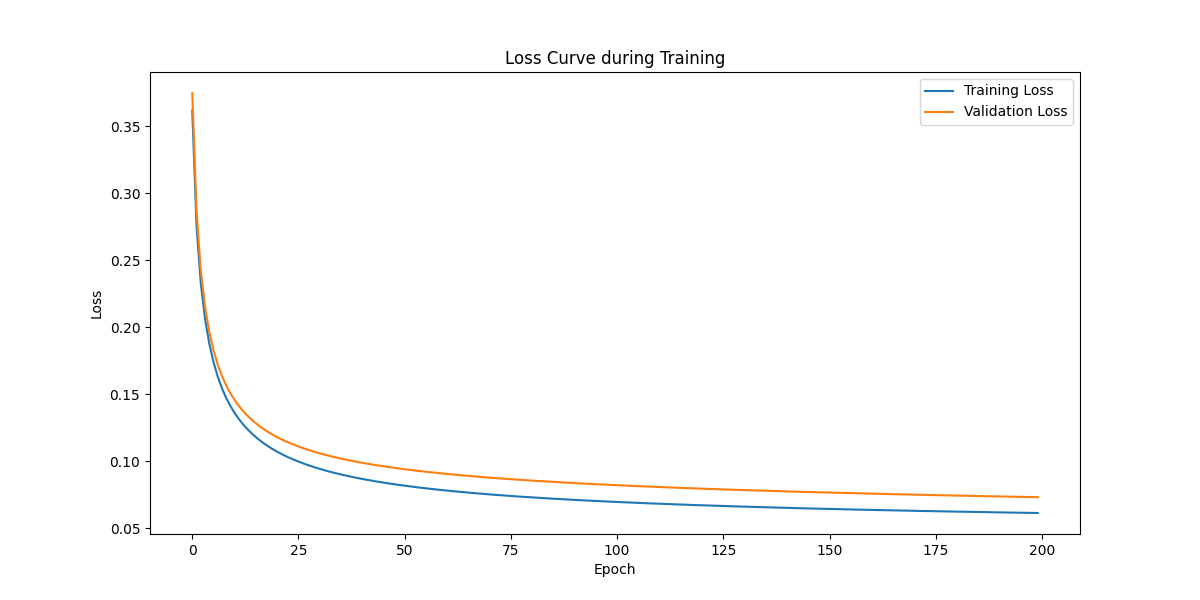 Loss Curve during Training
Training Loss
Validation Loss
0.35
0.30
0.25
0.20
0.15
0.10
0.05
Loss
0 25 50 75 100 125 150 175 200
Epoch